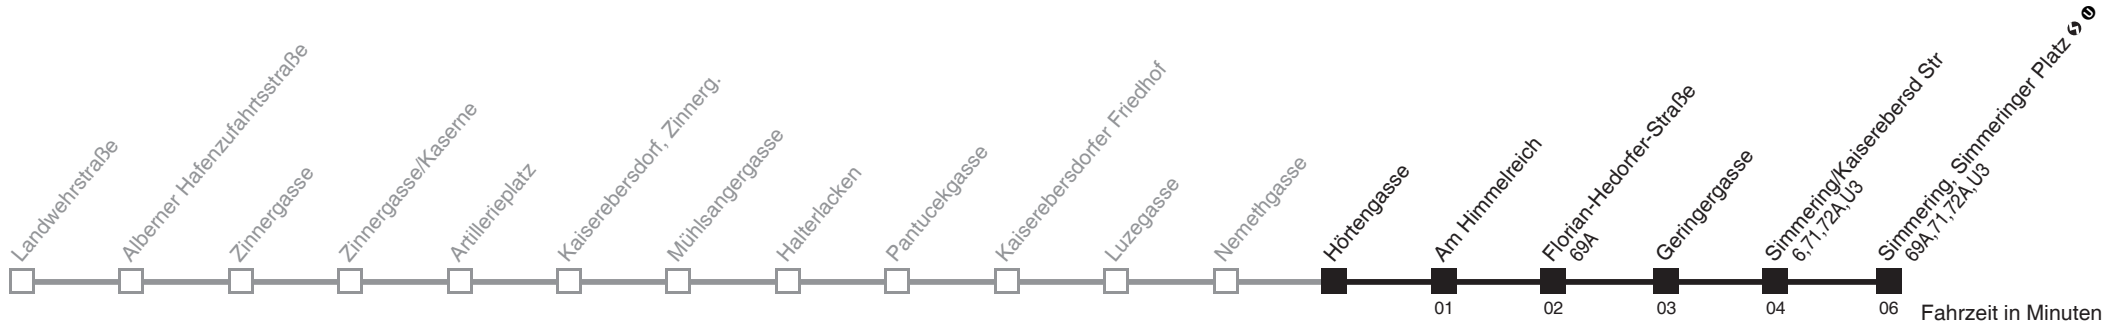 Landwehrstraße
Alberner Hafenzufahrtsstraße
Zinnergasse
Zinnergasse/Kaserne
Artillerieplatz
Kaiserebersdorf, Zinnerg.
Mühlsangergasse
Halterlacken
Pantucekgasse
Kaiserebersdorfer Friedhof
Luzegasse
Nemethgasse
Hörtengasse
Am Himmelreich
Florian-Hedorfer-Straße
69A
Geringergasse
Simmering/Kaiserebersd Str
6,71,72A,U3
Simmering, Simmeringer Platz S U
69A,71,72A,U3
01
02
03
04
06
Fahrzeit in Minuten